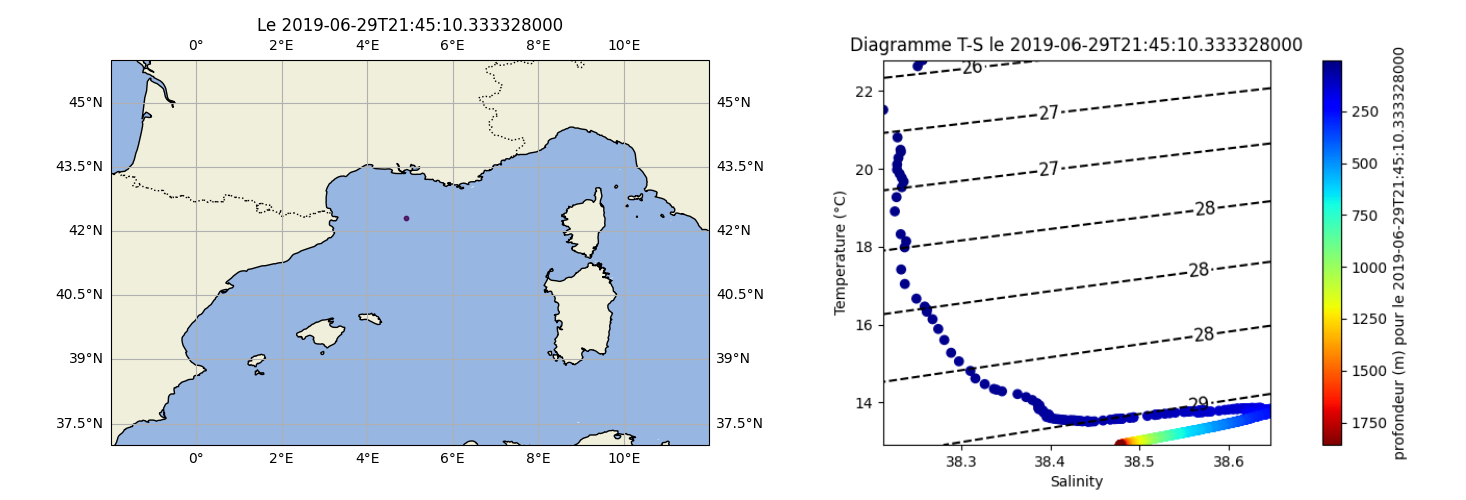 Le 2019-06-29T21:45:10.333328000
0° 2°E 4°E 6°E 8°E 10°E
45°N 45°N
43.5°N 43.5°N
42°N 42°N
40.5°N 40.5°N
39°N 39°N
37.5°N 37.5°N
0° 2°E 4°E 6°E 8°E 10°E
Diagramme T-S le 2019-06-29T21:45:10.333328000
Temperature (°C)
22
20
18
16
14
26
27
27
28
28
28
29
38.3 38.4 38.5 38.6
Salinity
250
500
750
1000
1250
1500
1750
profondeur (m) pour le 2019-06-29T21:45:10.333328000